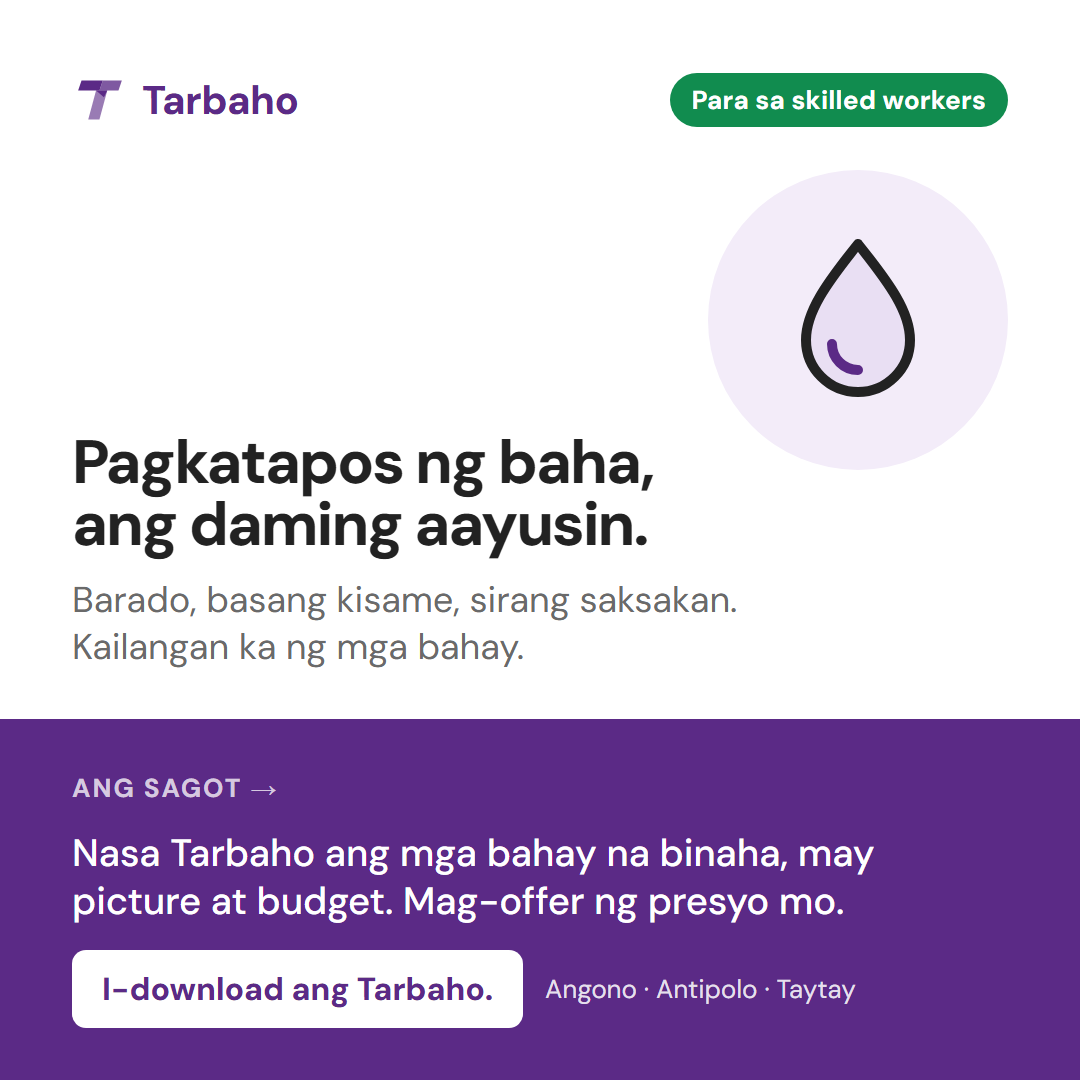 Tarbaho
Para sa skilled workers
Pagkatapos ng baha,
ang daming aayusin.
Barado, basang kisame, sirang saksakan.
Kailangan ka ng mga bahay.
ANG SAGOT →
Nasa Tarbaho ang mga bahay na binaha, may
picture at budget. Mag-offer ng presyo mo.
I-download ang Tarbaho.
Angono · Antipolo · Taytay